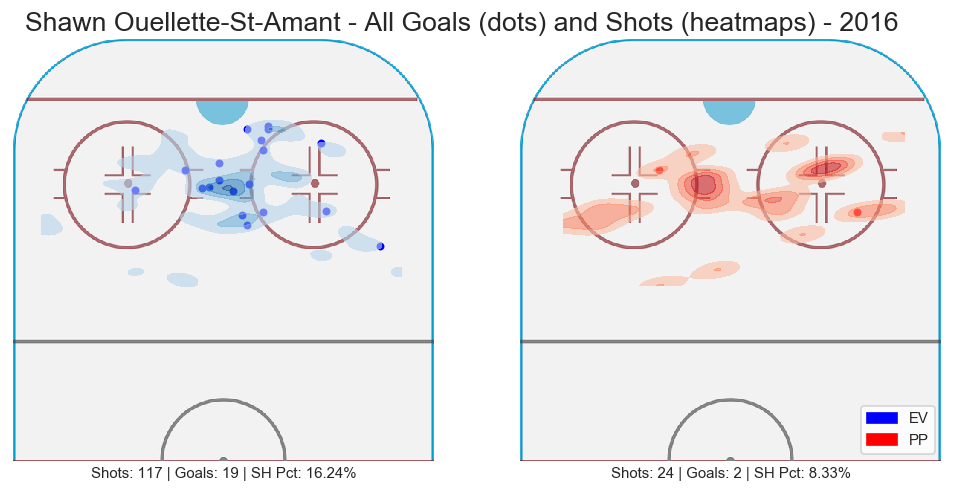 Shawn Ouellette-St-Amant - All Goals (dots) and Shots (heatmaps) - 2016
EV
PP
Shots: 117 | Goals: 19 | SH Pct: 16.24%
Shots: 24 | Goals: 2 | SH Pct: 8.33%